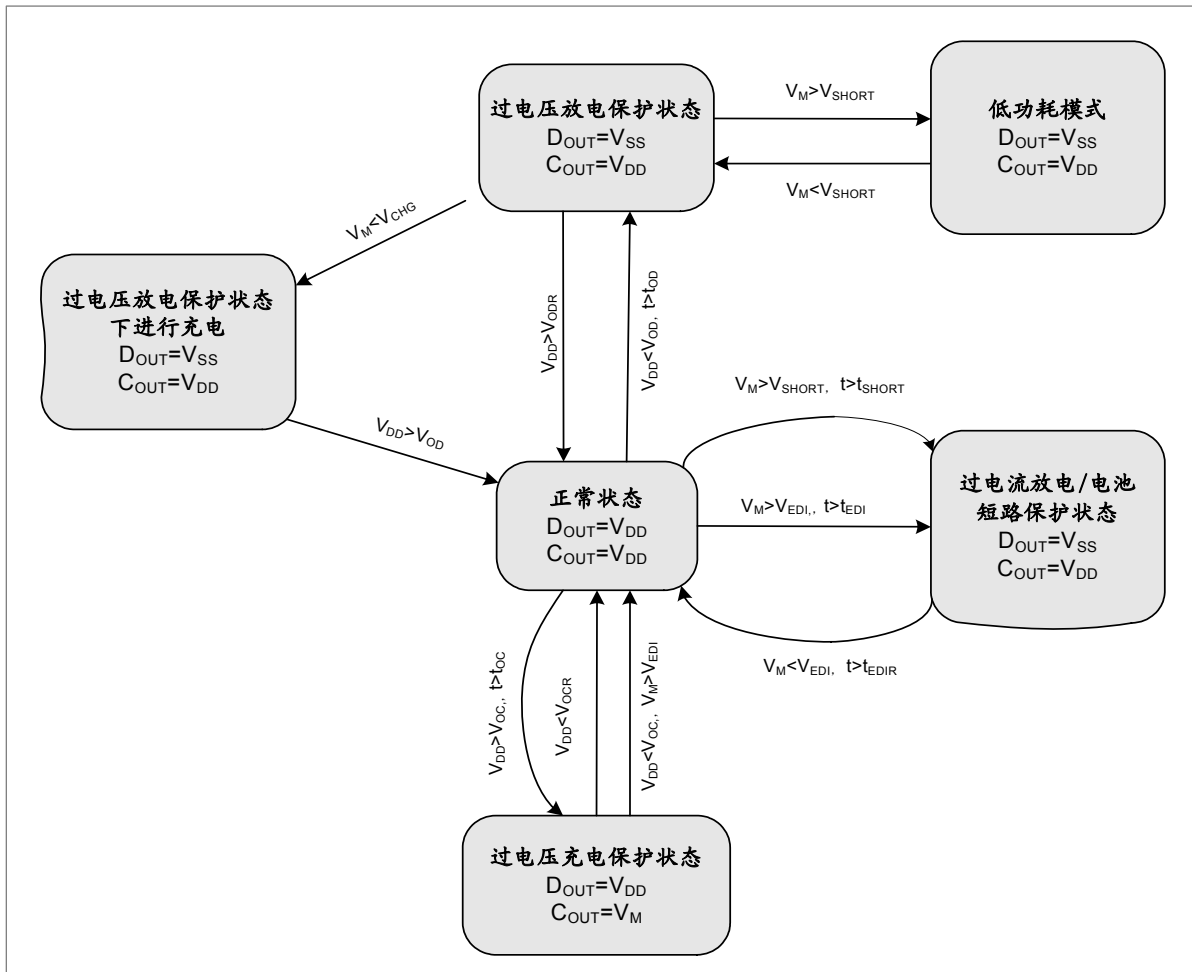 过电压放电保护状态
DOUT=VSS
COUT=VDD
VM>VSHORT
VM<VSHORT
低功耗模式
DOUT=VSS
COUT=VDD
VM<VCHG
过电压放电保护状态
下进行充电
DOUT=VSS
COUT=VDD
VDD>VODR
VDD<VOD, t>tOD
VDD>VOD
VM>VSHORT, t>tSHORT
正常状态
DOUT=VDD
COUT=VDD
VM>VEDI,, t>tEDI
过电流放电/电池
短路保护状态
DOUT=VSS
COUT=VDD
VM<VEDI, t>tEDIR
VDD>VOC,, t>tOC
VDD<VOCR
VDD<VOC,, VM>VEDI
过电压充电保护状态
DOUT=VDD
COUT=VM